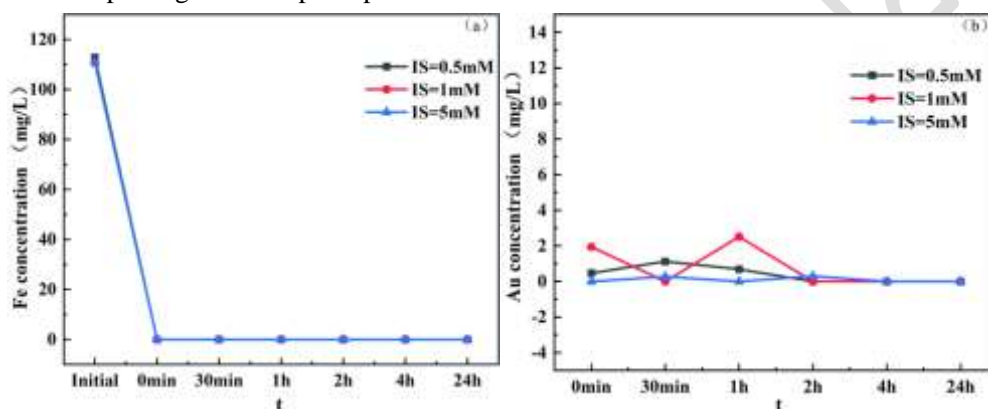 (a)
IS=0.5mM
IS=1mM
IS=5mM
120
100
80
60
40
20
0
Fe concentration (mg/L)
Initial 0min 30min 1h 2h 4h 24h
t
(b)
IS=0.5mM
IS=1mM
IS=5mM
14
12
10
8
6
4
2
0
-2
-4
Au concentration (mg/L)
0min 30min 1h 2h 4h 24h
t